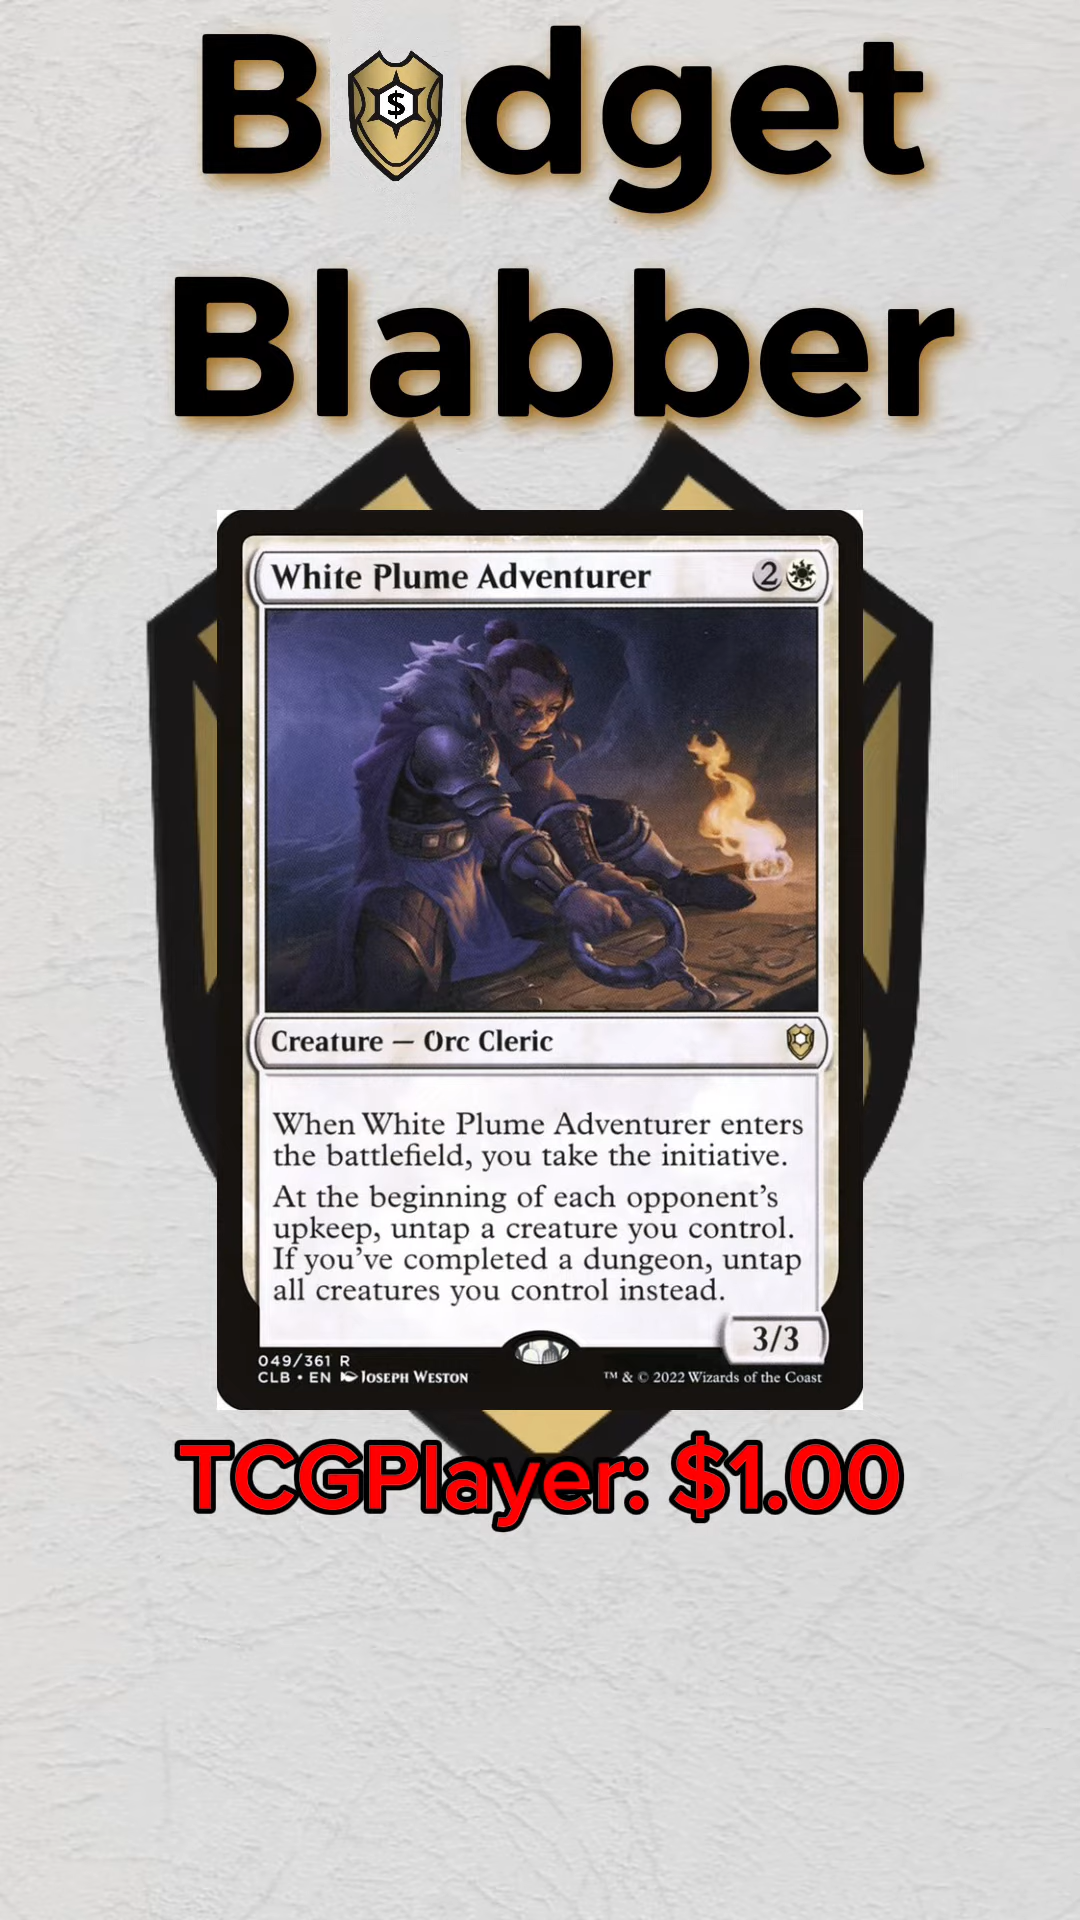 B$dget
Blabber
White Plume Adventurer 2
Creature — Orc Cleric
When White Plume Adventurer enters
the battlefield, you take the initiative.
At the beginning of each opponent's
upkeep, untap a creature you control.
If you've completed a dungeon, untap
all creatures you control instead.
3/3
049/361 R
CLB • EN Joseph Weston
™ & © 2022 Wizards of the Coast
TCGPlayer: $1.00